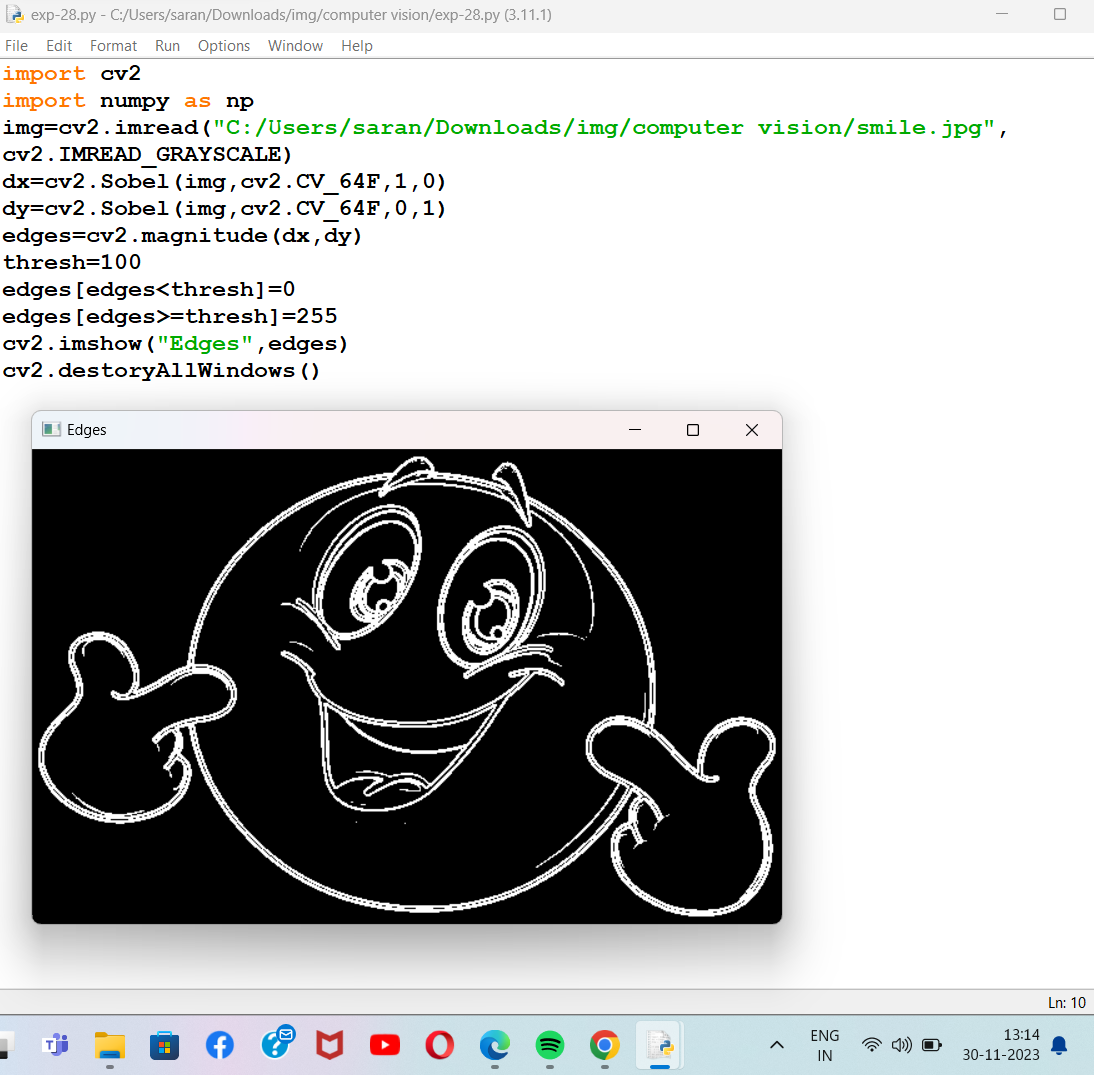 exp-28.py - C:/Users/saran/Downloads/img/computer vision/exp-28.py (3.11.1)
File Edit Format Run Options Window Help
import cv2
import numpy as np
img=cv2.imread("C:/Users/saran/Downloads/img/computer vision/smile.jpg",
cv2.IMREAD_GRAYSCALE)
dx=cv2.Sobel(img,cv2.CV_64F,1,0)
dy=cv2.Sobel(img,cv2.CV_64F,0,1)
edges=cv2.magnitude(dx,dy)
thresh=100
edges[edges<thresh]=0
edges[edges>=thresh]=255
cv2.imshow("Edges",edges)
cv2.destoryAllWindows()
Edges
Ln: 10
ENG
IN
13:14
30-11-2023